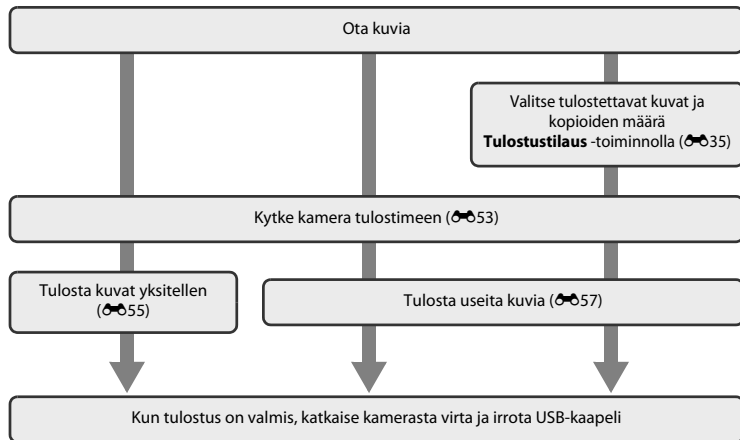 Ota kuvia
Valitse tulostettavat kuvat ja
kopioiden määrä
Tulostustilaus -toiminnolla (35)
Kytke kamera tulostimeen (53)
Tulosta kuvat yksitellen
(55)
Tulosta useita kuvia (57)
Kun tulostus on valmis, katkaise kamerasta virta ja irrota USB-kaapeli